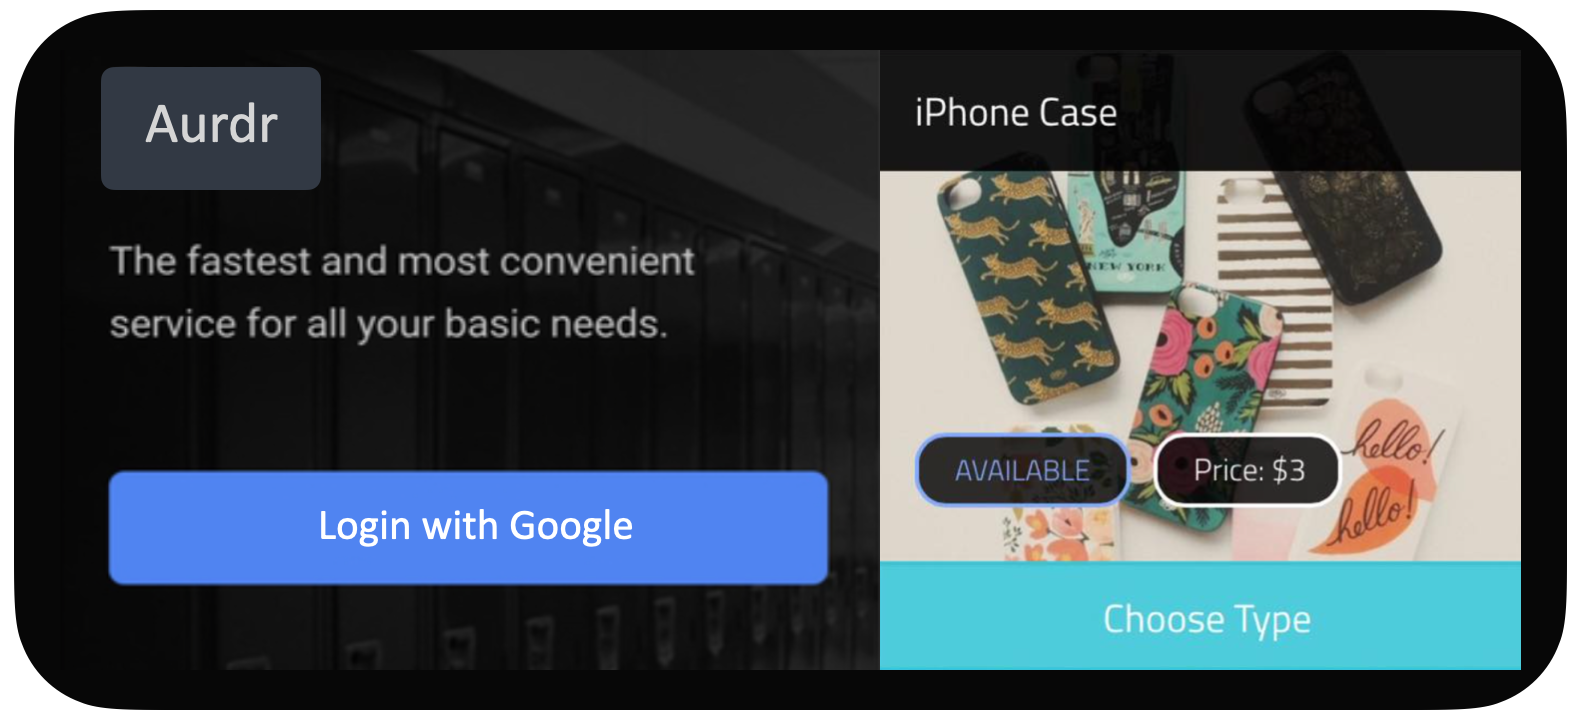 Aurdr
The fastest and most convenient
service for all your basic needs.
Login with Google
iPhone Case
NEW YORK
AVAILABLE
Price: $3
hello!
hello!
Choose Type